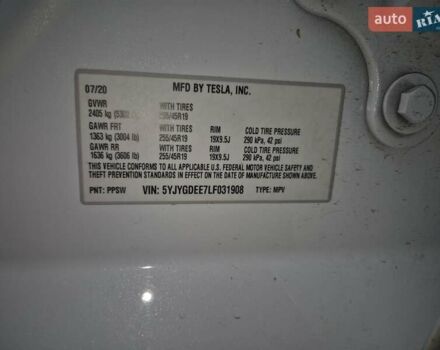 auto RIA
07/20 MFD BY TESLA, INC.
GVWR WITH TIRES
2405 kg 255/45R19
GAWR FRT WITH TIRES RIM COLD TIRE PRESSURE
1363 kg (3004 lb) 255/45R19 19X9.5J 290 kPa, 42 psi
GAWR RR WITH TIRES RIM COLD TIRE PRESSURE
1636 kg (3606 lb) 255/45R19 19X9.5J 290 kPa, 42 psi
THIS VEHICLE CONFORMS TO ALL APPLICABLE U.S. FEDERAL MOTOR VEHICLE
SAFETY AND THEFT PREVENTION STANDARDS IN EFFECT ON THE DATE OF
MANUFACTURE SHOWN ABOVE.
PNT: PPSW VIN: 5YJYGDEE7LF031908 TYPE: MPV